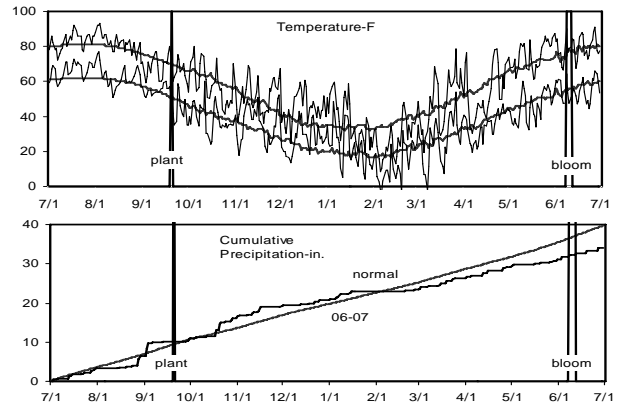 100
Temperature-F
80
60
40
20
plant
bloom
0
7/1 8/1 9/1 10/1 11/1 12/1 1/1 2/1 3/1 4/1 5/1 6/1 7/1
40
Cumulative
Precipitation-in.
normal
30
20
06-07
10
plant
bloom
0
7/1 8/1 9/1 10/1 11/1 12/1 1/1 2/1 3/1 4/1 5/1 6/1 7/1